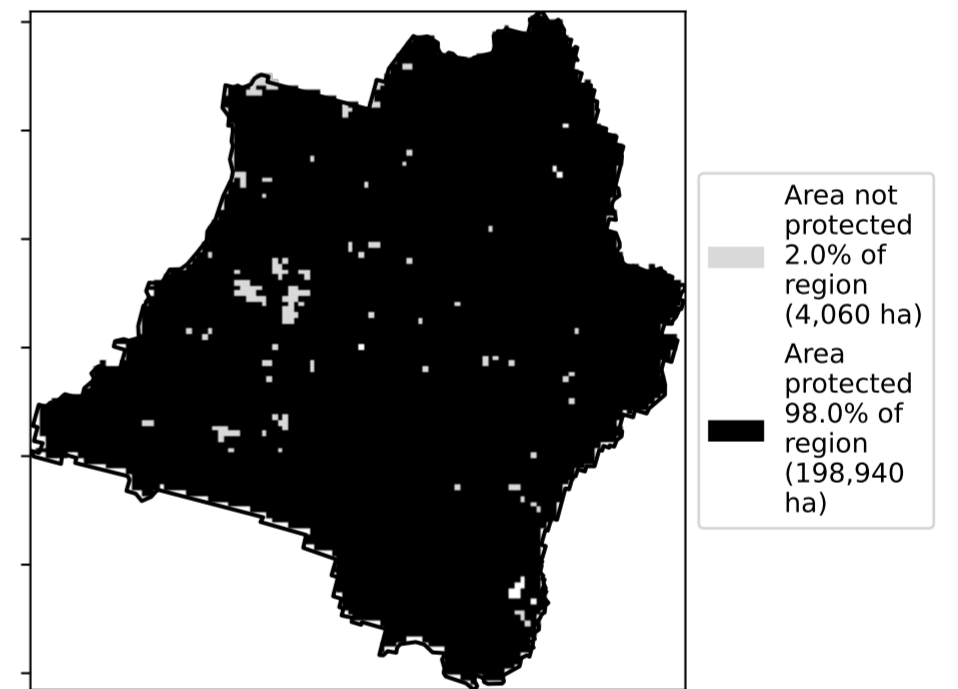 Area not
protected
2.0% of
region
(4,060 ha)
Area
protected
98.0% of
region
(198,940
ha)